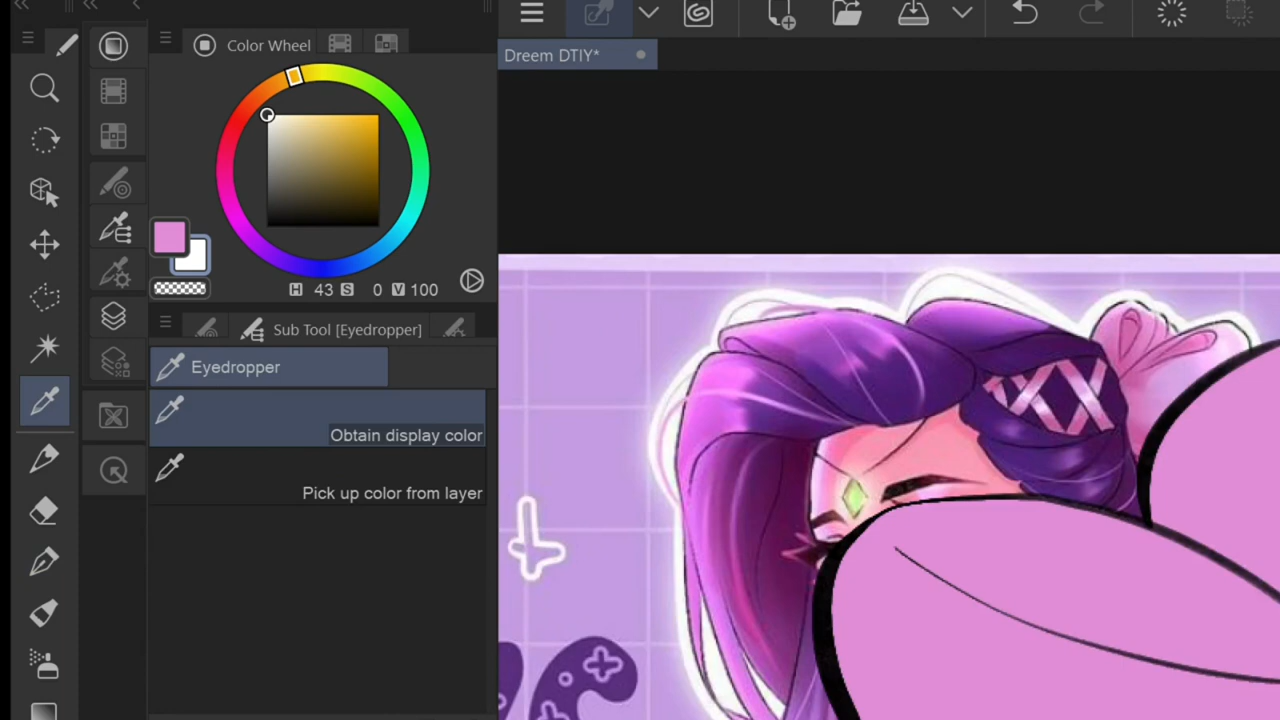 Color Wheel
Dreem DTIY*
H 43 S 0 V 100
Sub Tool [Eyedropper]
Eyedropper
Obtain display color
Pick up color from layer